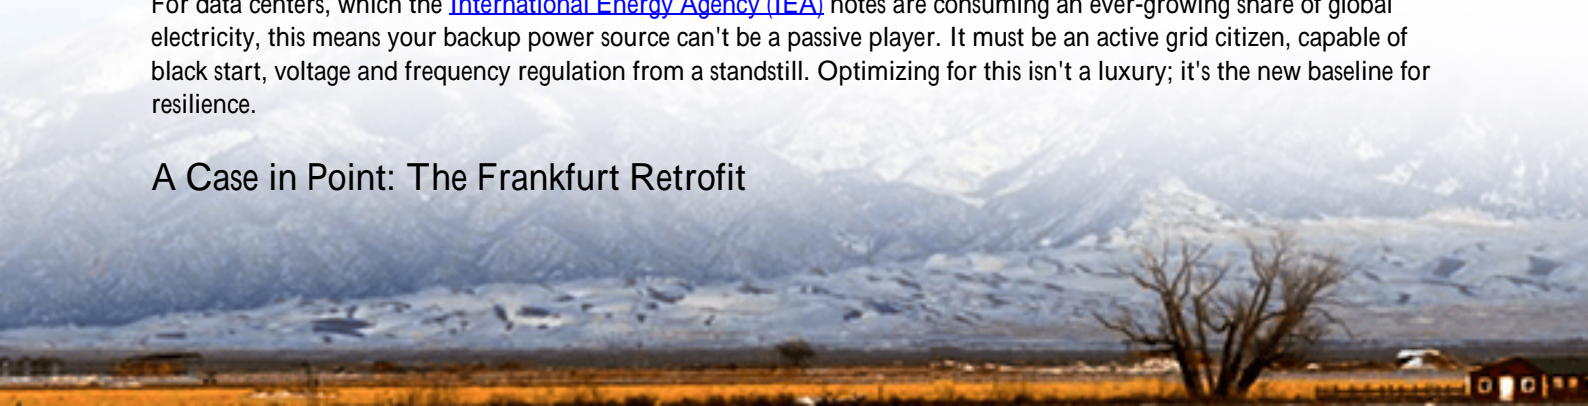 For data centers, which the International Energy Agency (IEA) notes are consuming an ever-growing share of global
electricity, this means your backup power source can't be a passive player. It must be an active grid citizen, capable of
black start, voltage and frequency regulation from a standstill. Optimizing for this isn't a luxury; it's the new baseline for
resilience.
A Case in Point: The Frankfurt Retrofit